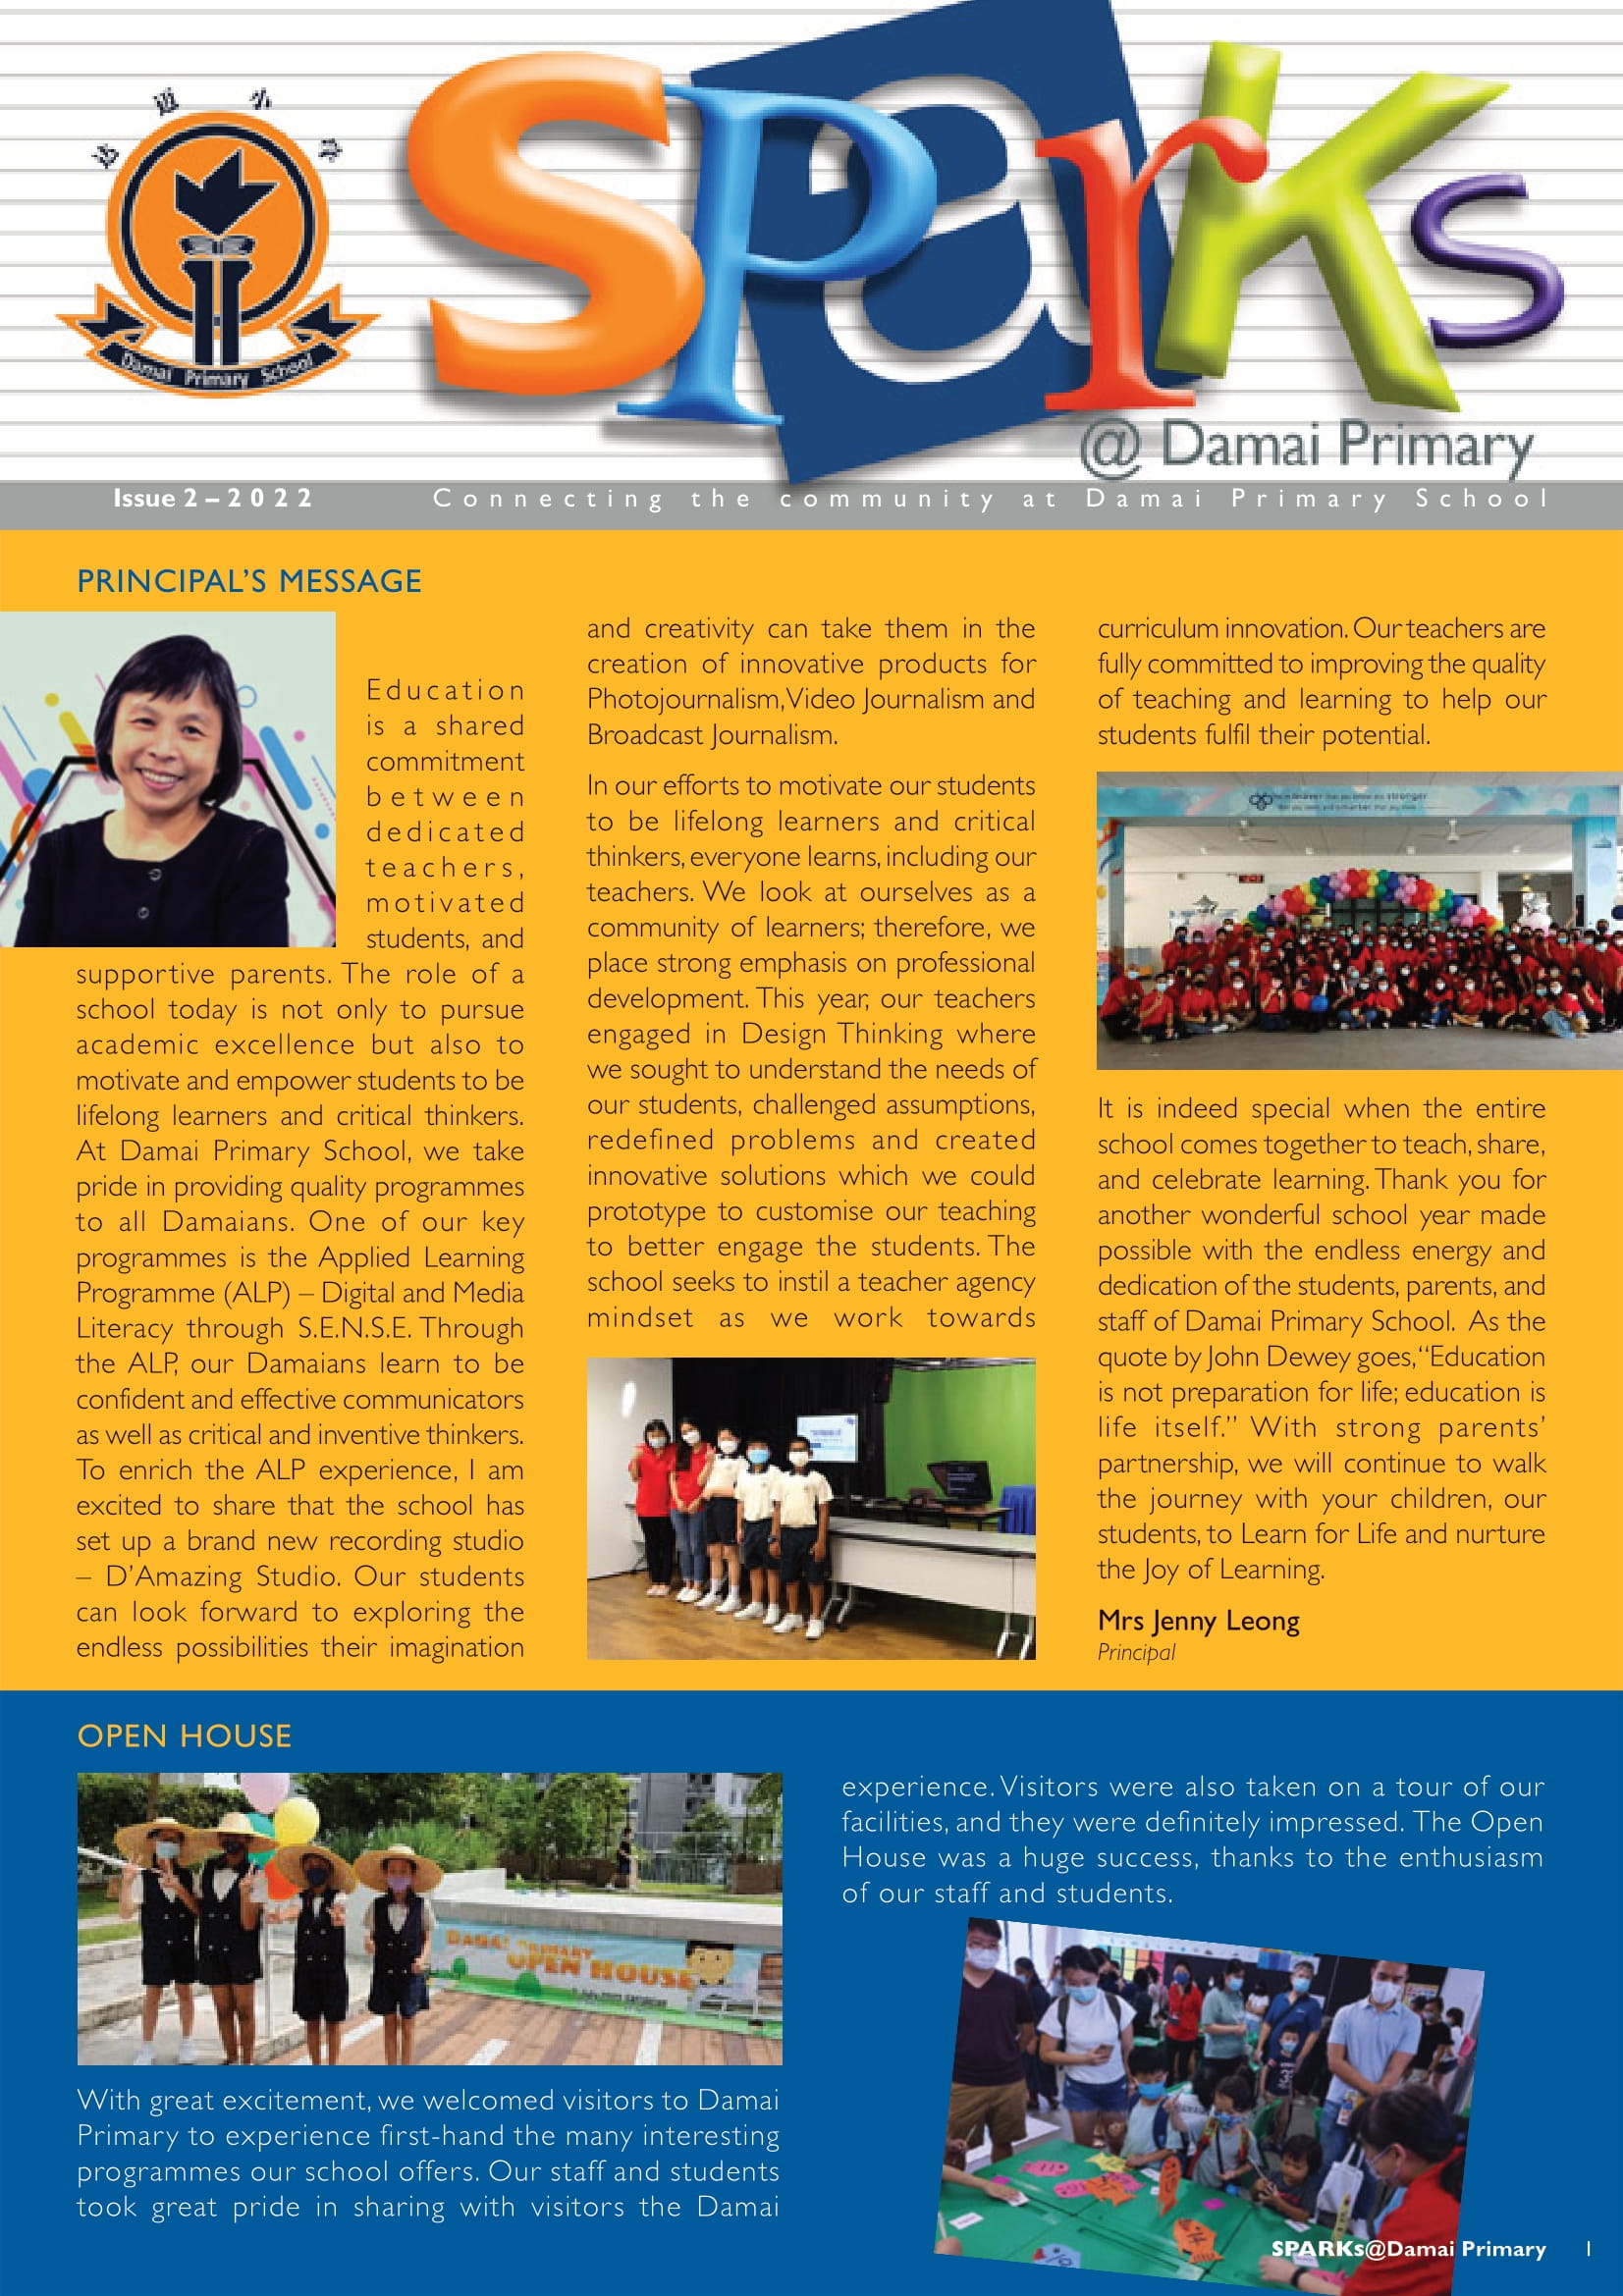 SPaRKs
@ Damai Primary
Damai Primary School
Issue 2 – 2022
Connecting the community at Damai Primary School
PRINCIPAL’S MESSAGE
Education
is a shared
commitment
between
dedicated
teachers,
motivated
students, and
supportive parents. The role of a
school today is not only to pursue
academic excellence but also to
motivate and empower students to be
lifelong learners and critical thinkers.
At Damai Primary School, we take
pride in providing quality programmes
to all Damaians. One of our key
programmes is the Applied Learning
Programme (ALP) – Digital and Media
Literacy through S.E.N.S.E. Through
the ALP, our Damaians learn to be
confident and effective communicators
as well as critical and inventive thinkers.
To enrich the ALP experience, I am
excited to share that the school has
set up a brand new recording studio
– D’Amazing Studio. Our students
can look forward to exploring the
endless possibilities their imagination
and creativity can take them in the
creation of innovative products for
Photojournalism, Video Journalism and
Broadcast Journalism.
In our efforts to motivate our students
to be lifelong learners and critical
thinkers, everyone learns, including our
teachers. We look at ourselves as a
community of learners; therefore, we
place strong emphasis on professional
development. This year, our teachers
engaged in Design Thinking where
we sought to understand the needs of
our students, challenged assumptions,
redefined problems and created
innovative solutions which we could
prototype to customise our teaching
to better engage the students. The
school seeks to instil a teacher agency
mindset as we work towards
curriculum innovation. Our teachers are
fully committed to improving the quality
of teaching and learning to help our
students fulfil their potential.
It is indeed special when the entire
school comes together to teach, share,
and celebrate learning. Thank you for
another wonderful school year made
possible with the endless energy and
dedication of the students, parents, and
staff of Damai Primary School. As the
quote by John Dewey goes, “Education
is not preparation for life; education is
life itself.” With strong parents’
partnership, we will continue to walk
the journey with your children, our
students, to Learn for Life and nurture
the Joy of Learning.
Mrs Jenny Leong
Principal
OPEN HOUSE
DAMAI PRIMARY
OPEN HOUSE
With great excitement, we welcomed visitors to Damai
Primary to experience first-hand the many interesting
programmes our school offers. Our staff and students
took great pride in sharing with visitors the Damai
experience. Visitors were also taken on a tour of our
facilities, and they were definitely impressed. The Open
House was a huge success, thanks to the enthusiasm
of our staff and students.
SPARKs@Damai Primary 1